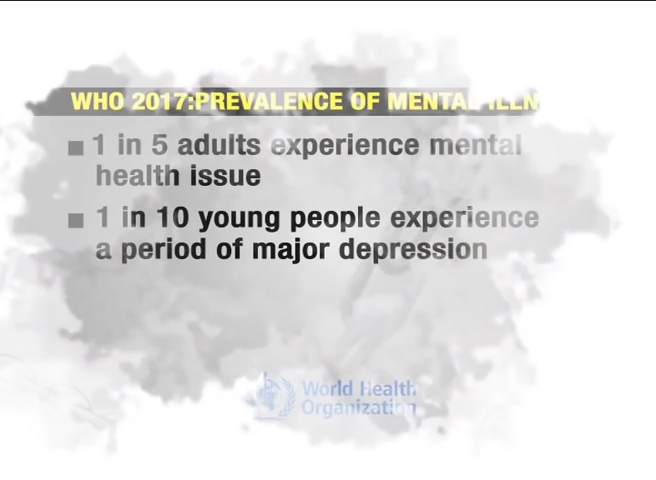 WHO 2017:PREVALENCE OF MENTAL ILLN
1 in 5 adults experience mental
health issue
1 in 10 young people experience
a period of major depression
World Health
Organization